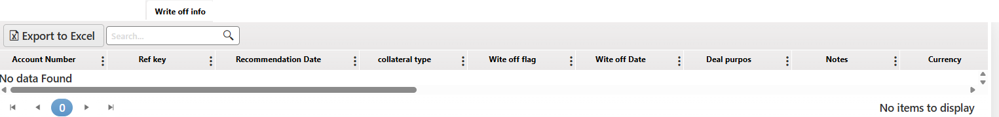 Write off info
Export to Excel Search...
Account Number Ref key Recommendation Date collateral type Wite off flag Wite off Date Deal purpos Notes Currency
No data Found
0 No items to display